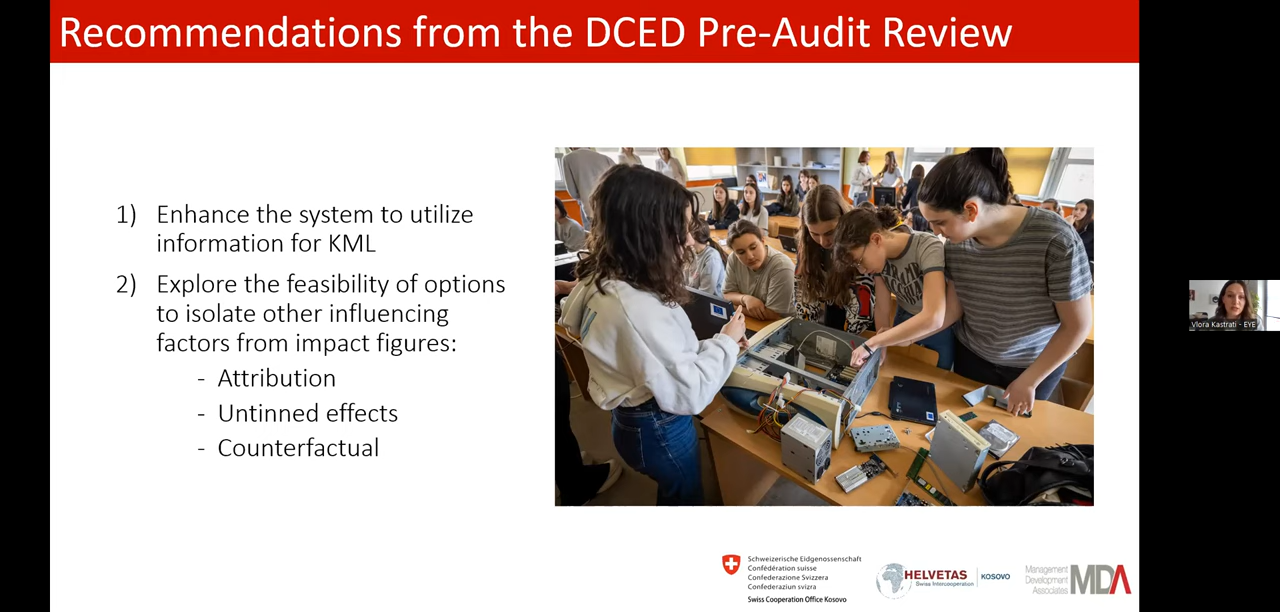 Recommendations from the DCED Pre-Audit Review
1) Enhance the system to utilize
information for KML
2) Explore the feasibility of options
to isolate other influencing
factors from impact figures:
- Attribution
- Untinned effects
- Counterfactual
Vlora Kastrati - EYE
Schweizerische Eidgenossenschaft
Confédération suisse
Confederazione Svizzera
Confederaziun svizra
Swiss Cooperation Office Kosovo
HELVETAS
Swiss Intercooperation
KOSOVO
Management
Development
Associates
MDA